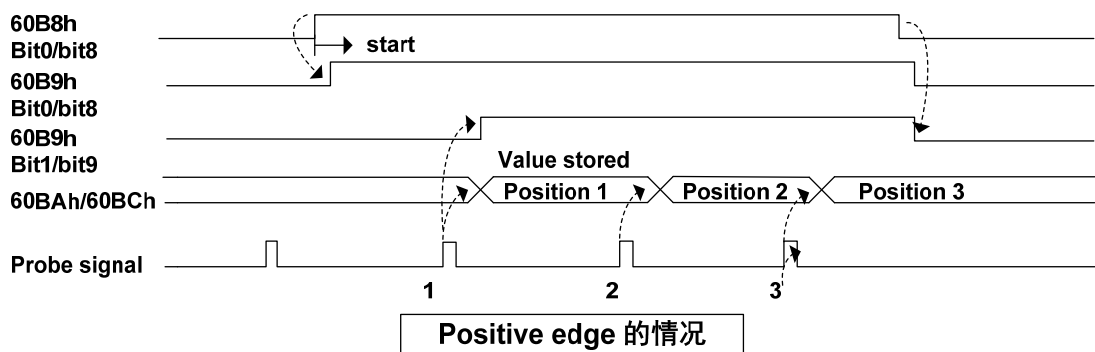 60B8h
Bit0/bit8
start
60B9h
Bit0/bit8
60B9h
Bit1/bit9
Value stored
60BAh/60BCh
Position 1
Position 2
Position 3
Probe signal
1
2
3
Positive edge 的情况